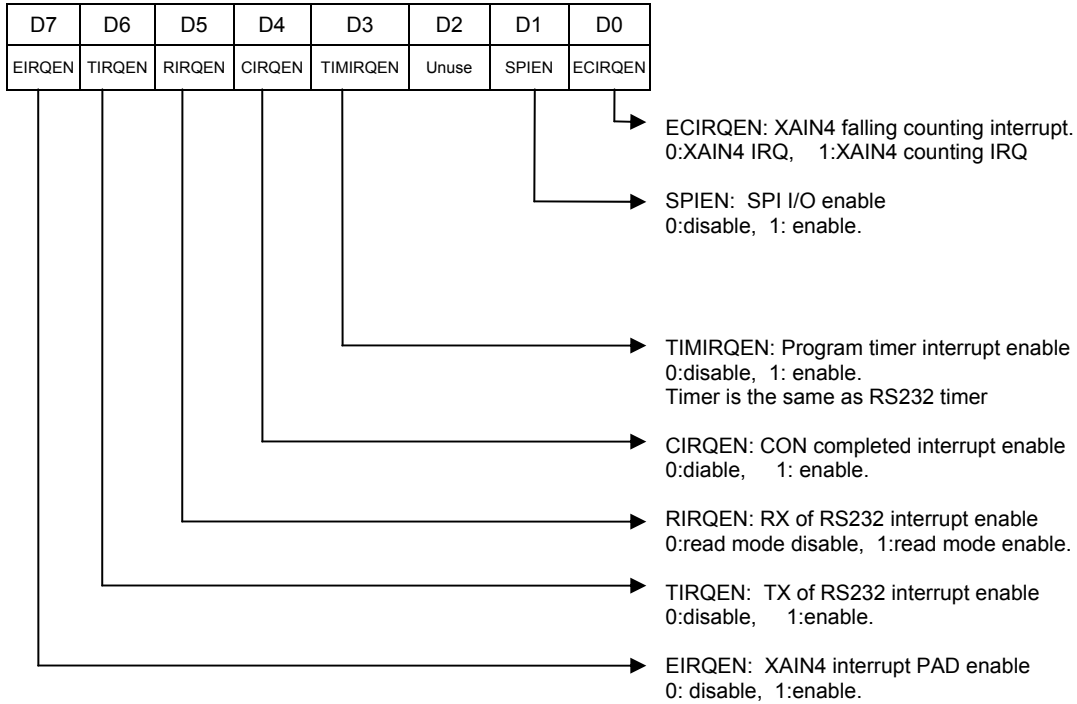 D7 D6 D5 D4 D3 D2 D1 D0
EIRQEN TIRQEN RIRQEN CIRQEN TIMIRQEN Unuse SPIEN ECIRQEN
ECIRQEN: XAIN4 falling counting interrupt.
0:XAIN4 IRQ, 1:XAIN4 counting IRQ
SPIEN: SPI I/O enable
0:disable, 1: enable.
TIMIRQEN: Program timer interrupt enable
0:disable, 1: enable.
Timer is the same as RS232 timer
CIRQEN: CON completed interrupt enable
0:diable, 1: enable.
RIRQEN: RX of RS232 interrupt enable
0:read mode disable, 1:read mode enable.
TIRQEN: TX of RS232 interrupt enable
0:disable, 1:enable.
EIRQEN: XAIN4 interrupt PAD enable
0: disable, 1:enable.